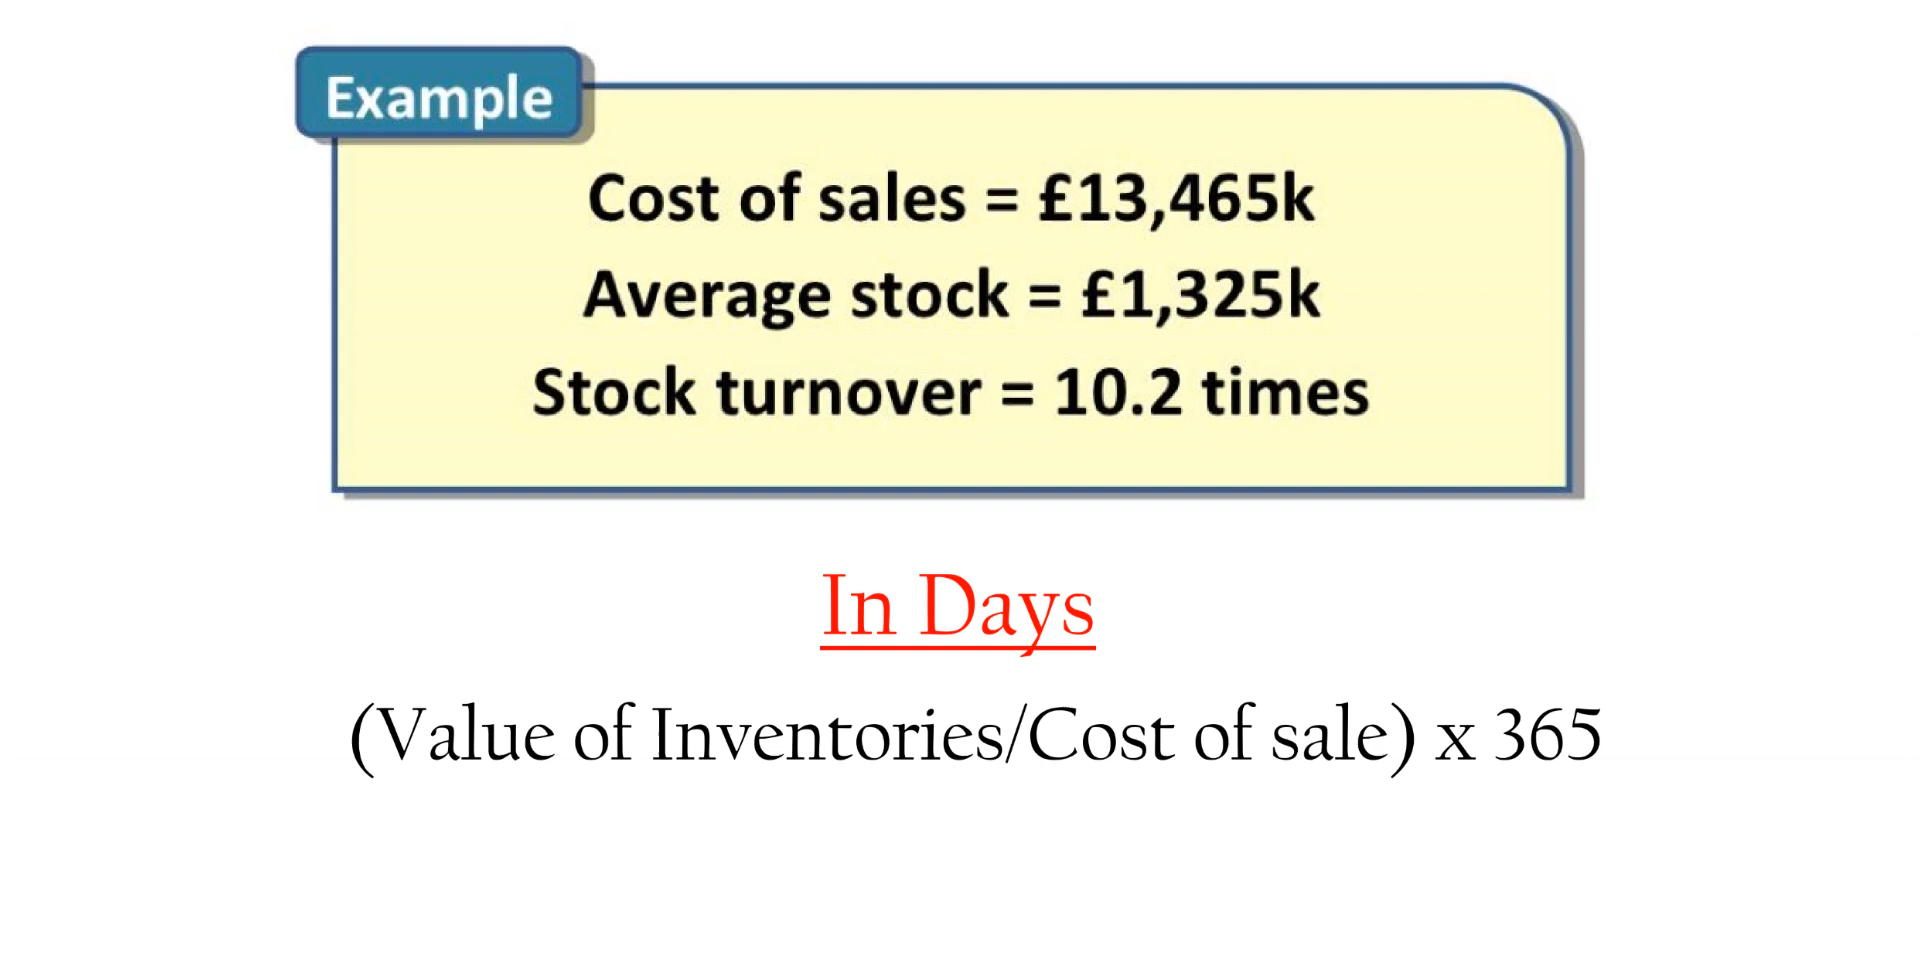 Example
Cost of sales = £13,465k
Average stock = £1,325k
Stock turnover = 10.2 times
In Days
(Value of Inventories/Cost of sale) x 365